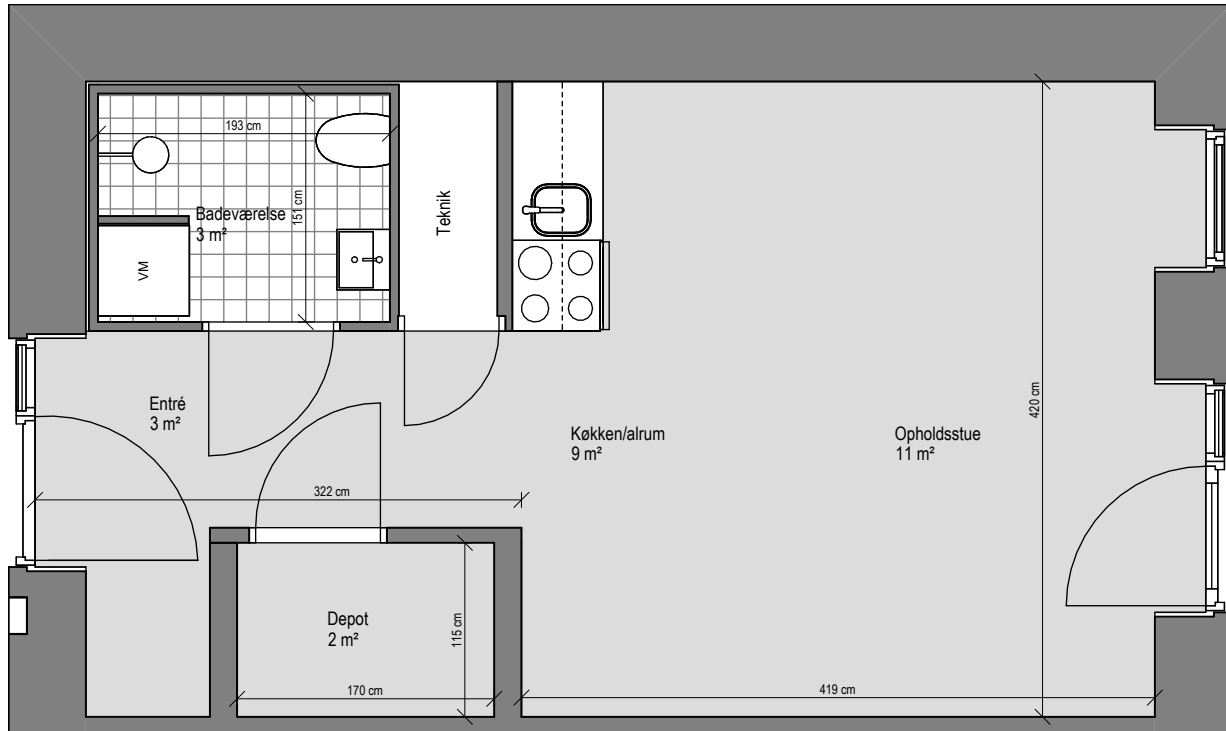 193 cm
Badeværelse
3 m²
151 cm
VM
Teknik
Entré
3 m²
322 cm
Køkken/alrum
9 m²
Opholdsstue
11 m²
420 cm
Depot
2 m²
115 cm
170 cm
419 cm